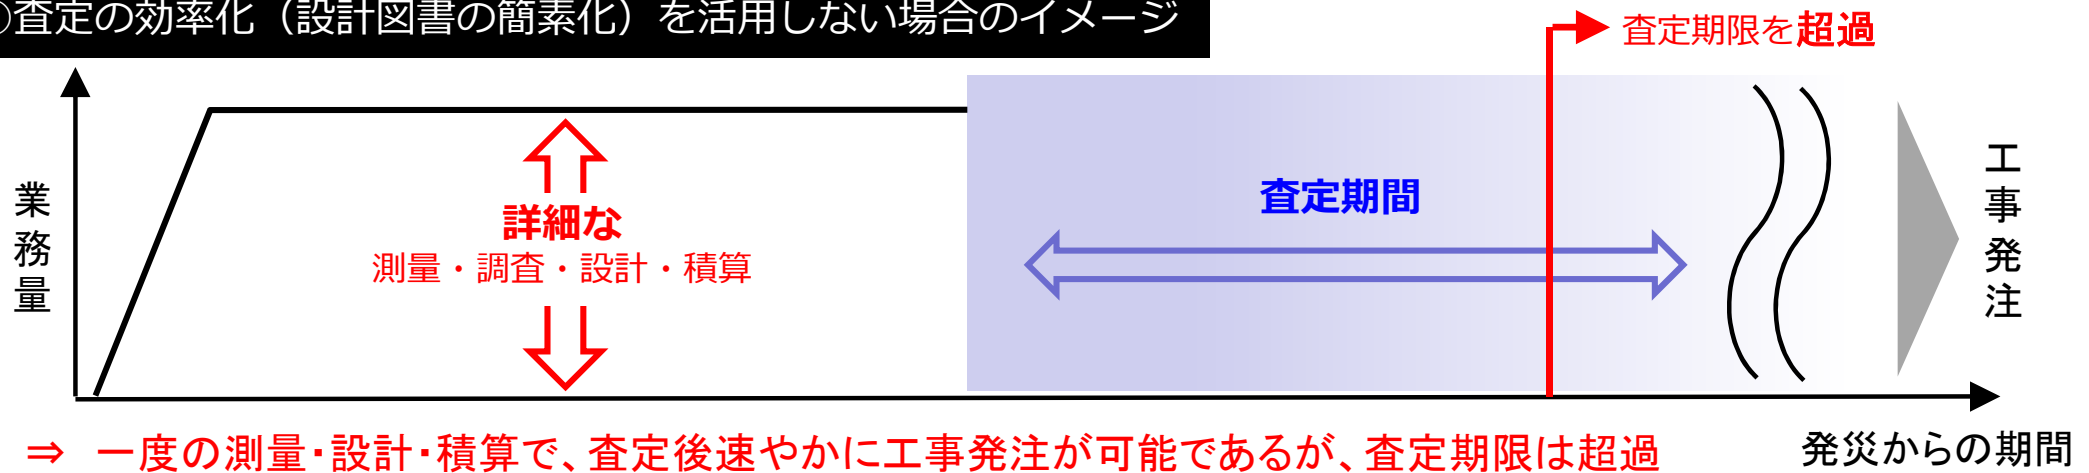 査定の効率化（設計図書の簡素化）を活用しない場合のイメージ
査定期限を超過
業務量
詳細な
測量・調査・設計・積算
査定期間
工事発注
⇒ 一度の測量・設計・積算で、査定後速やかに工事発注が可能であるが、査定期限は超過
発災からの期間